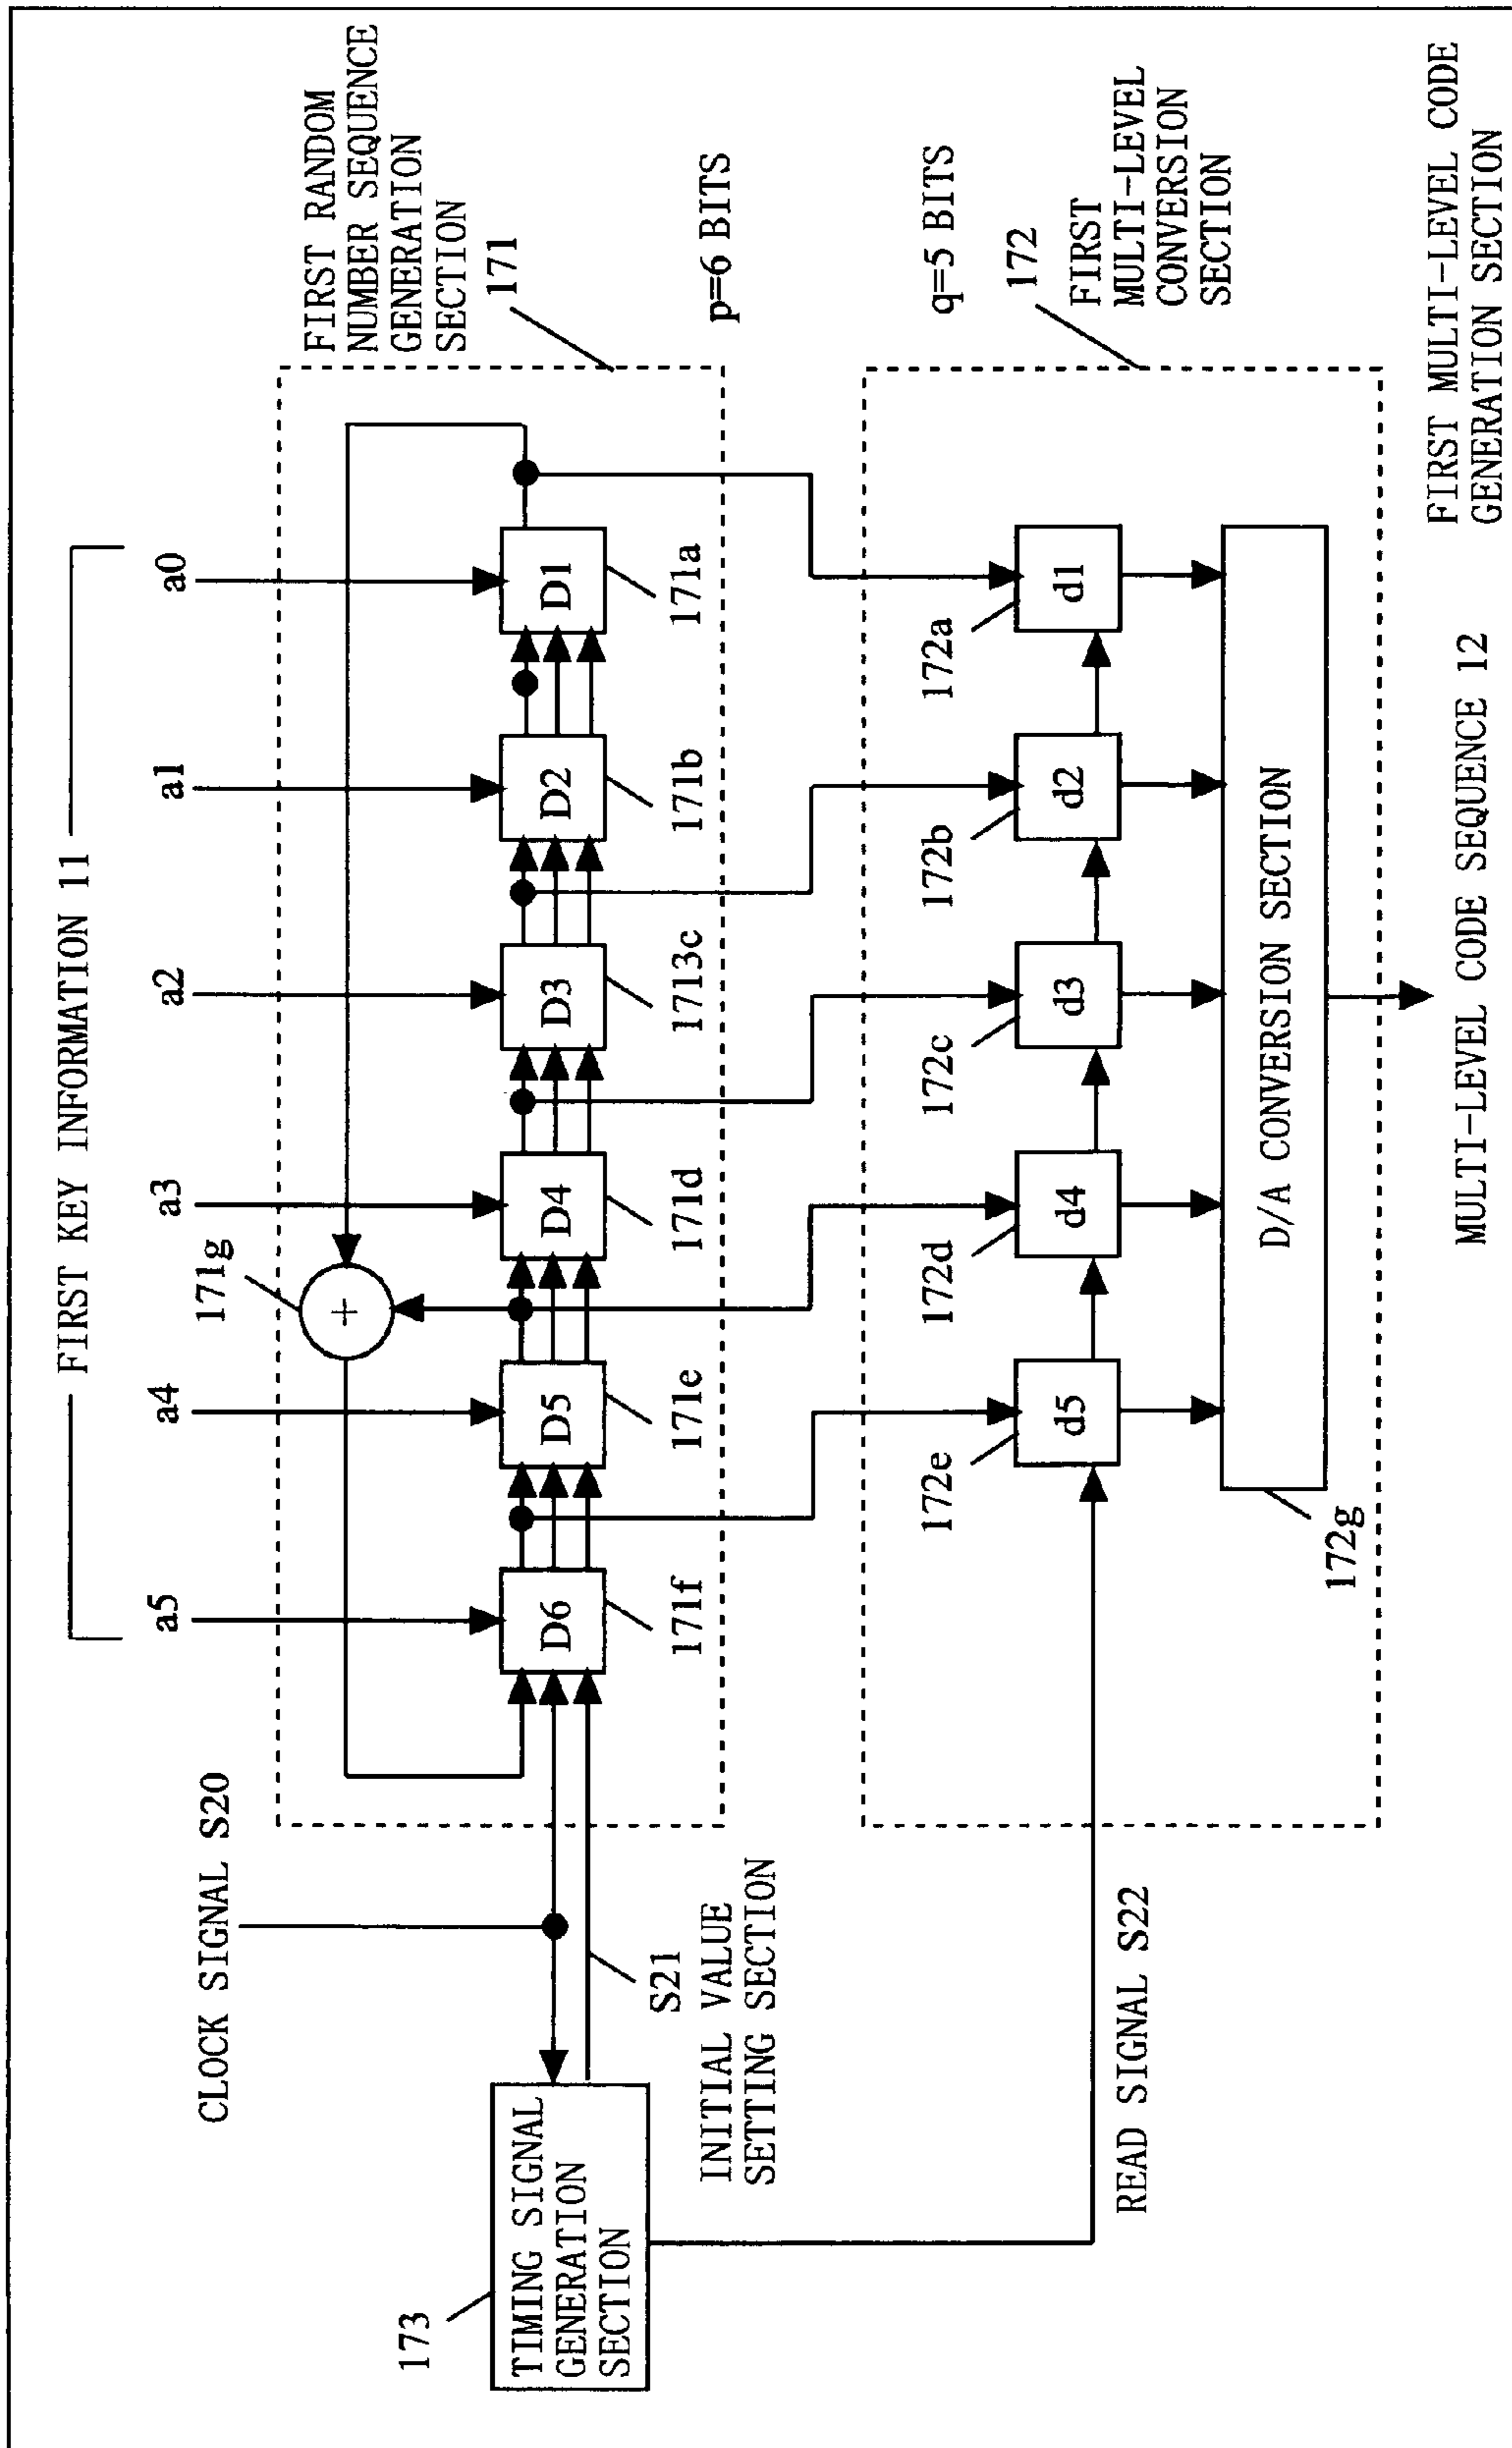 FIRST KEY INFORMATION 11
a5
a4
a3
a2
a1
a0
CLOCK SIGNAL S20
171g
+
FIRST RANDOM
NUMBER SEQUENCE
GENERATION
SECTION
171
173
TIMING SIGNAL
GENERATION
SECTION
D6
D5
D4
D3
D2
D1
171f
171e
171d
1713c
171b
171a
S21
INITIAL VALUE
SETTING SECTION
p=6 BITS
q=5 BITS
172
FIRST
MULTI-LEVEL
CONVERSION
SECTION
172e
172d
172c
172b
172a
d5
d4
d3
d2
d1
READ SIGNAL S22
D/A CONVERSION SECTION
172g
MULTI-LEVEL CODE SEQUENCE 12
FIRST MULTI-LEVEL CODE
GENERATION SECTION